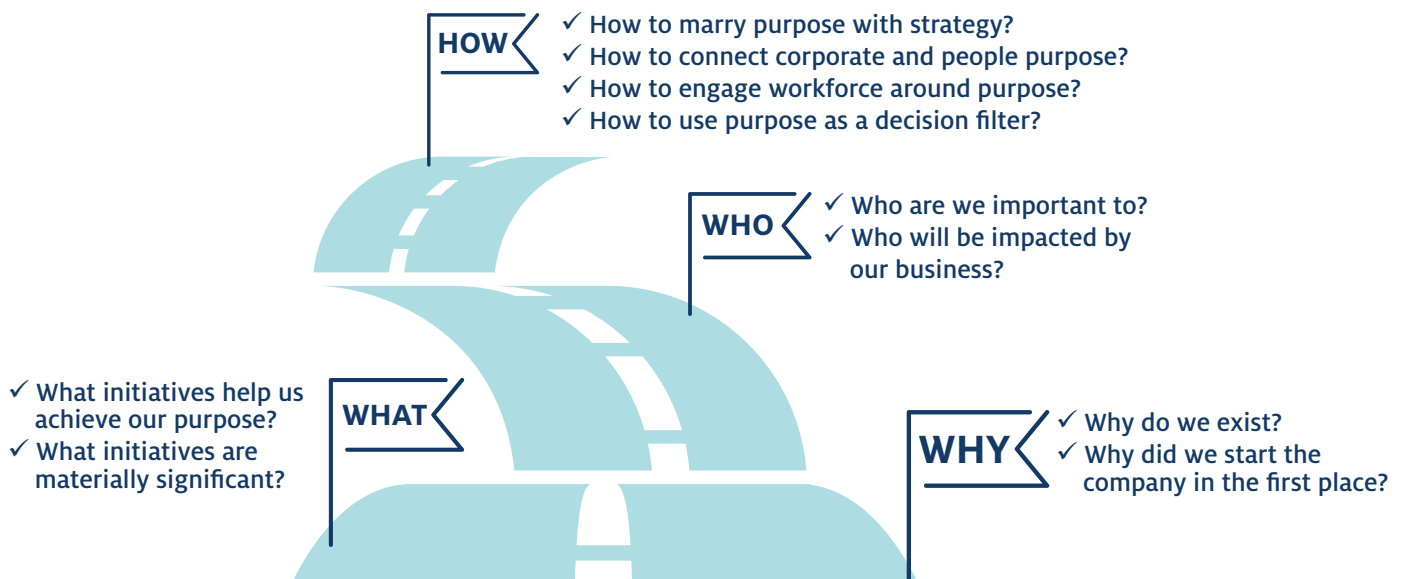 HOW
✓ How to marry purpose with strategy?
✓ How to connect corporate and people purpose?
✓ How to engage workforce around purpose?
✓ How to use purpose as a decision filter?
WHO
✓ Who are we important to?
✓ Who will be impacted by
our business?
✓ What initiatives help us
achieve our purpose?
✓ What initiatives are
materially significant?
WHAT
WHY
✓ Why do we exist?
✓ Why did we start the
company in the first place?